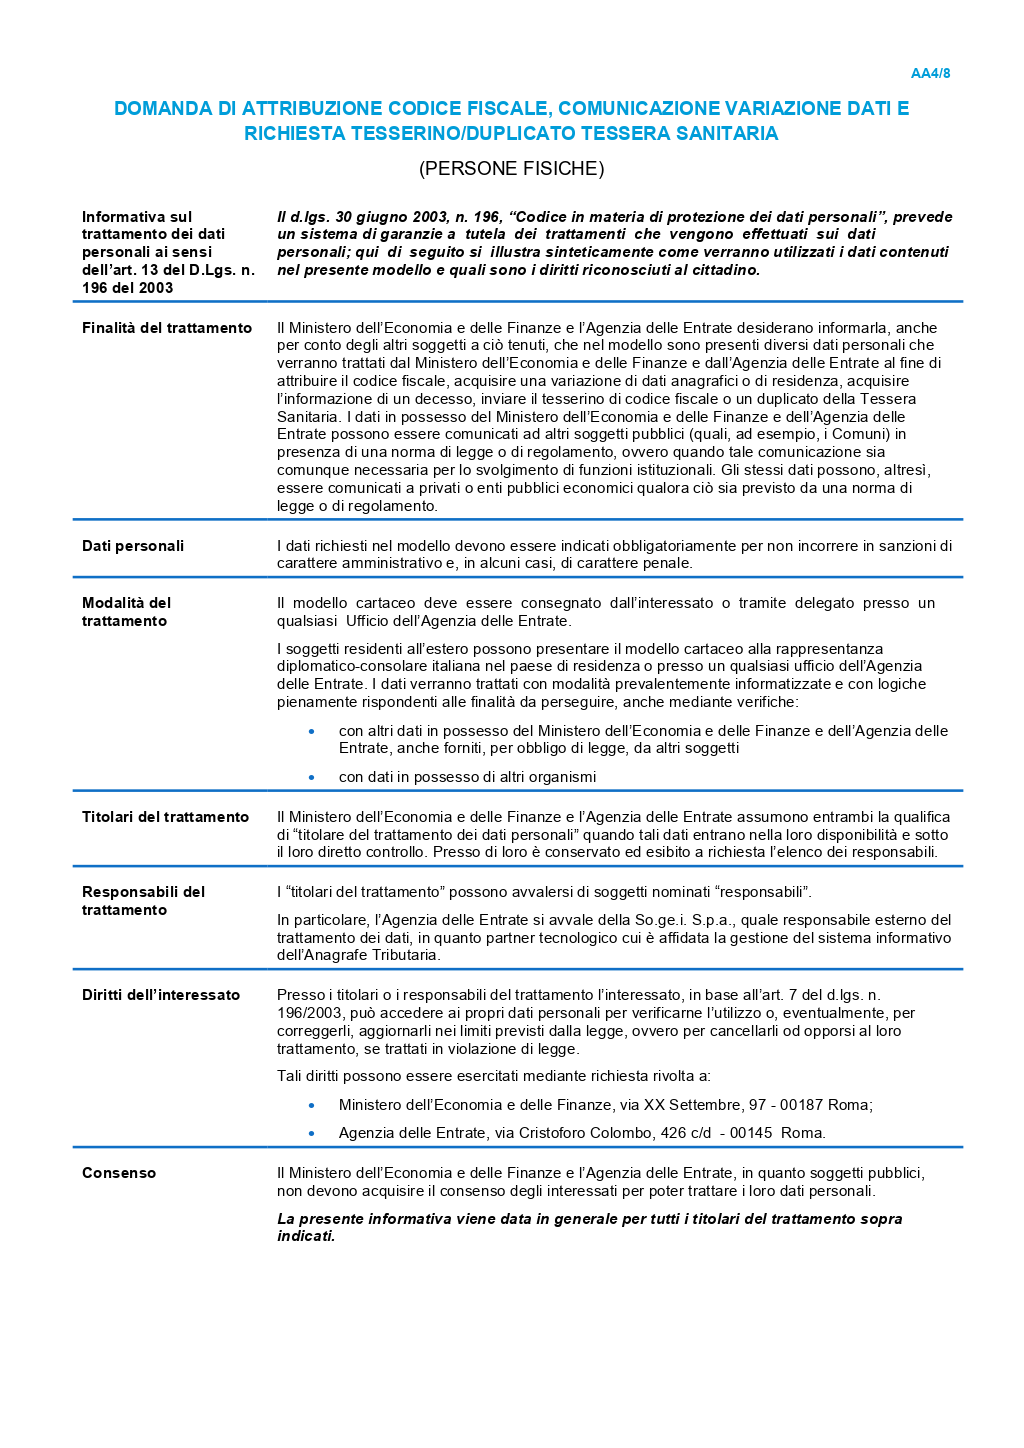 AA4/8
DOMANDA DI ATTRIBUZIONE CODICE FISCALE, COMUNICAZIONE VARIAZIONE DATI E
RICHIESTA TESSERINO/DUPLICATO TESSERA SANITARIA
(PERSONE FISICHE)
Informativa sul
trattamento dei dati
personali ai sensi
dell’art. 13 del D.Lgs. n.
196 del 2003
Il d.lgs. 30 giugno 2003, n. 196, “Codice in materia di protezione dei dati personali”, prevede
un sistema di garanzie a tutela dei trattamenti che vengono effettuati sui dati
personali; qui di seguito si illustra sinteticamente come verranno utilizzati i dati contenuti
nel presente modello e quali sono i diritti riconosciuti al cittadino.
Finalità del trattamento
Il Ministero dell’Economia e delle Finanze e l’Agenzia delle Entrate desiderano informarla, anche
per conto degli altri soggetti a ciò tenuti, che nel modello sono presenti diversi dati personali che
verranno trattati dal Ministero dell’Economia e delle Finanze e dall’Agenzia delle Entrate al fine di
attribuire il codice fiscale, acquisire una variazione di dati anagrafici o di residenza, acquisire
l’informazione di un decesso, inviare il tesserino di codice fiscale o un duplicato della Tessera
Sanitaria. I dati in possesso del Ministero dell’Economia e delle Finanze e dell’Agenzia delle
Entrate possono essere comunicati ad altri soggetti pubblici (quali, ad esempio, i Comuni) in
presenza di una norma di legge o di regolamento, ovvero quando tale comunicazione sia
comunque necessaria per lo svolgimento di funzioni istituzionali. Gli stessi dati possono, altresì,
essere comunicati a privati o enti pubblici economici qualora ciò sia previsto da una norma di
legge o di regolamento.
Dati personali
I dati richiesti nel modello devono essere indicati obbligatoriamente per non incorrere in sanzioni di
carattere amministrativo e, in alcuni casi, di carattere penale.
Modalità del
trattamento
Il modello cartaceo deve essere consegnato dall’interessato o tramite delegato presso un
qualsiasi Ufficio dell’Agenzia delle Entrate.
I soggetti residenti all’estero possono presentare il modello cartaceo alla rappresentanza
diplomatico-consolare italiana nel paese di residenza o presso un qualsiasi ufficio dell’Agenzia
delle Entrate. I dati verranno trattati con modalità prevalentemente informatizzate e con logiche
pienamente rispondenti alle finalità da perseguire, anche mediante verifiche:
• con altri dati in possesso del Ministero dell’Economia e delle Finanze e dell’Agenzia delle
Entrate, anche forniti, per obbligo di legge, da altri soggetti
• con dati in possesso di altri organismi
Titolari del trattamento
Il Ministero dell’Economia e delle Finanze e l’Agenzia delle Entrate assumono entrambi la qualifica
di “titolare del trattamento dei dati personali” quando tali dati entrano nella loro disponibilità e sotto
il loro diretto controllo. Presso di loro è conservato ed esibito a richiesta l’elenco dei responsabili.
Responsabili del
trattamento
I “titolari del trattamento” possono avvalersi di soggetti nominati “responsabili”.
In particolare, l’Agenzia delle Entrate si avvale della So.ge.i. S.p.a., quale responsabile esterno del
trattamento dei dati, in quanto partner tecnologico cui è affidata la gestione del sistema informativo
dell’Anagrafe Tributaria.
Diritti dell’interessato
Presso i titolari o i responsabili del trattamento l’interessato, in base all’art. 7 del d.lgs. n.
196/2003, può accedere ai propri dati personali per verificarne l’utilizzo o, eventualmente, per
correggerli, aggiornarli nei limiti previsti dalla legge, ovvero per cancellarli od opporsi al loro
trattamento, se trattati in violazione di legge.
Tali diritti possono essere esercitati mediante richiesta rivolta a:
• Ministero dell’Economia e delle Finanze, via XX Settembre, 97 - 00187 Roma;
• Agenzia delle Entrate, via Cristoforo Colombo, 426 c/d - 00145 Roma.
Consenso
Il Ministero dell’Economia e delle Finanze e l’Agenzia delle Entrate, in quanto soggetti pubblici,
non devono acquisire il consenso degli interessati per poter trattare i loro dati personali.
La presente informativa viene data in generale per tutti i titolari del trattamento sopra
indicati.